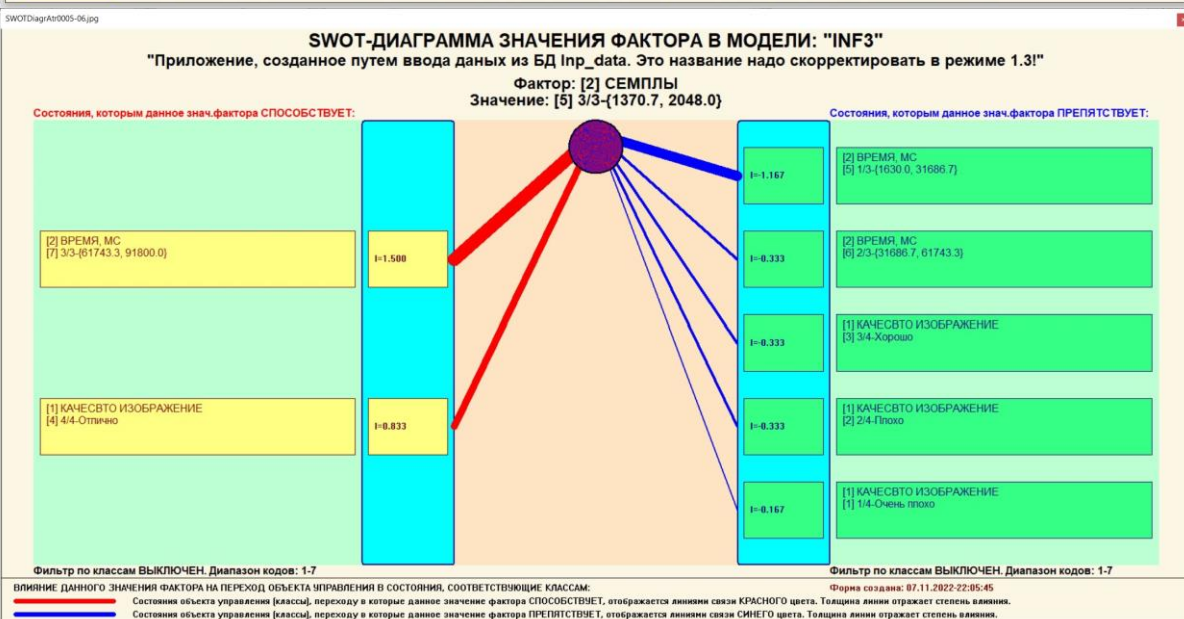 SWOTDiagrAtr0005-06.jpg
SWOT-ДИАГРАММА ЗНАЧЕНИЯ ФАКТОРА В МОДЕЛИ: "INF3"
"Приложение, созданное путем ввода даных из БД Inp_data. Это название надо скорректировать в режиме 1.3!"
Фактор: [2] СЕМПЛЫ
Значение: [5] 3/3-{1370.7, 2048.0}
Состояния, которым данное знач.фактора СПОСОБСТВУЕТ:
[2] ВРЕМЯ, МС
[7] 3/3-{61743.3, 91800.0}
I=1.500
[1] КАЧЕСВТО ИЗОБРАЖЕНИЕ
[4] 4/4-Отлично
I=0.833
Фильтр по классам ВЫКЛЮЧЕН. Диапазон кодов: 1-7
Состояния, которым данное знач.фактора ПРЕПЯТСТВУЕТ:
I=-1.167
[2] ВРЕМЯ, МС
[5] 1/3-{1630.0, 31686.7}
I=-0.333
[2] ВРЕМЯ, МС
[6] 2/3-{31686.7, 61743.3}
I=-0.333
[1] КАЧЕСВТО ИЗОБРАЖЕНИЕ
[3] 3/4-Хорошо
I=-0.333
[1] КАЧЕСВТО ИЗОБРАЖЕНИЕ
[2] 2/4-Плохо
I=-0.167
[1] КАЧЕСВТО ИЗОБРАЖЕНИЕ
[1] 1/4-Очень плохо
Фильтр по классам ВЫКЛЮЧЕН. Диапазон кодов: 1-7
ВЛИЯНИЕ ДАННОГО ЗНАЧЕНИЯ ФАКТОРА НА ПЕРЕХОД ОБЪЕКТА УПРАВЛЕНИЯ В СОСТОЯНИЯ, СООТВЕТСТВУЮЩИЕ КЛАССАМ:
Форма создана: 07.11.2022-22:05:45
Состояния объекта управления [классы], переходу в которые данное значение фактора СПОСОБСТВУЕТ, отображается линиями связи КРАСНОГО цвета. Толщина линии отражает степень влияния.
Состояния объекта управления [классы], переходу в которые данное значение фактора ПРЕПЯТСТВУЕТ, отображается линиями связи СИНЕГО цвета. Толщина линии отражает степень влияния.